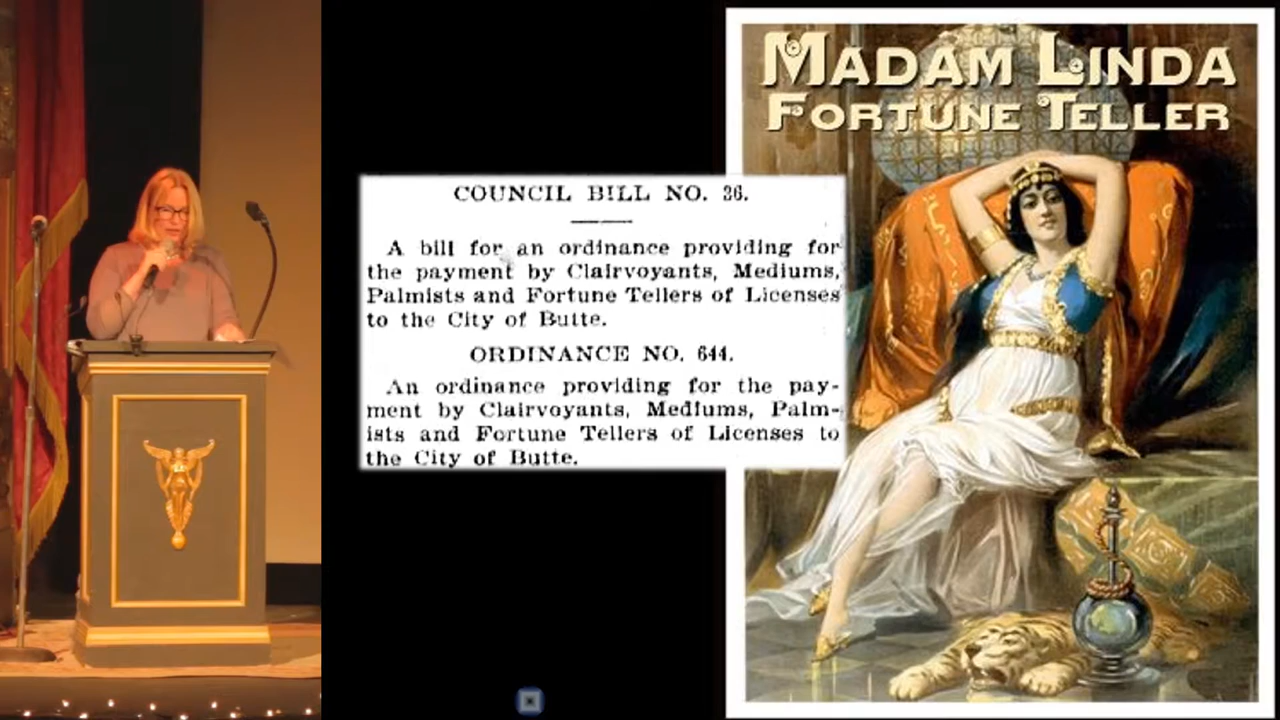 COUNCIL BILL NO. 36.
A bill for an ordinance providing for
the payment by Clairvoyants, Mediums,
Palmists and Fortune Tellers of Licenses
to the City of Butte.
ORDINANCE NO. 644.
An ordinance providing for the pay-
ment by Clairvoyants, Mediums, Palm-
ists and Fortune Tellers of Licenses to
the City of Butte.
MADAM LINDA
FORTUNE TELLER